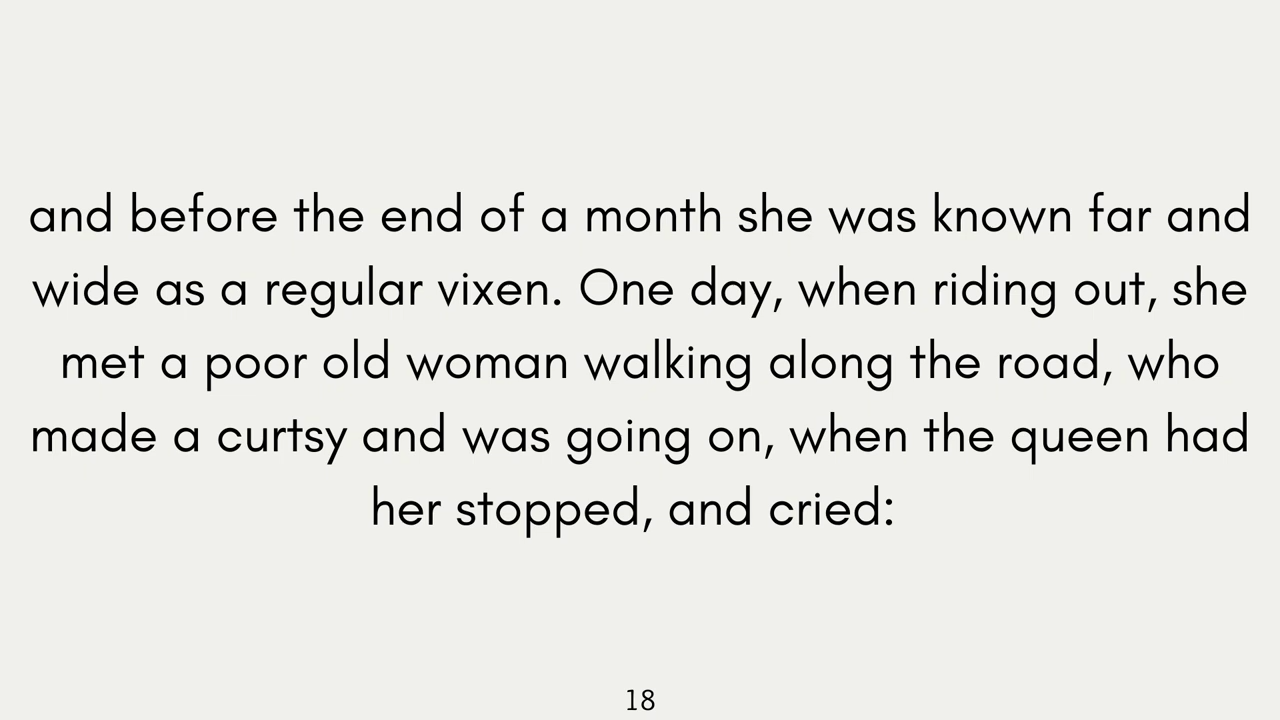 and before the end of a month she was known far and
wide as a regular vixen. One day, when riding out, she
met a poor old woman walking along the road, who
made a curtsy and was going on, when the queen had
her stopped, and cried:
18